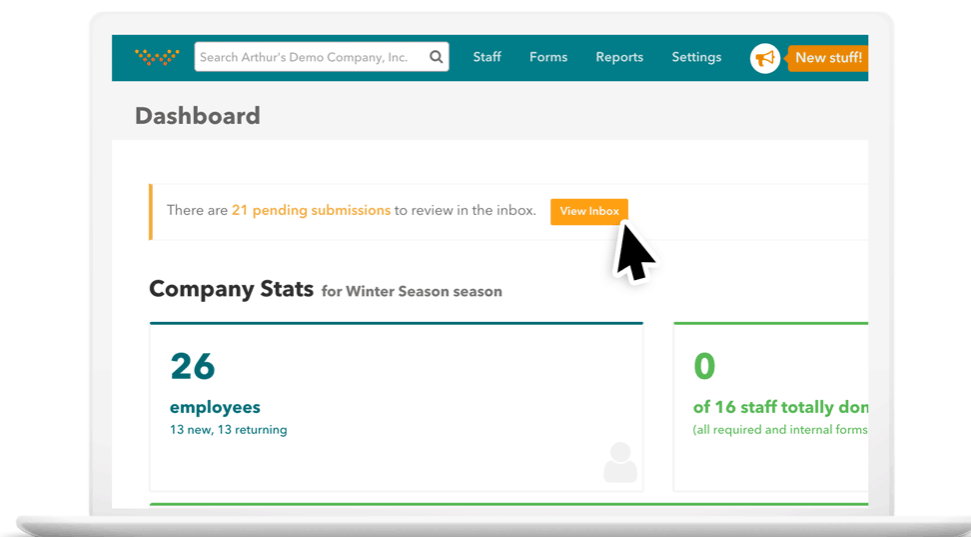 Search Arthur's Demo Company, Inc.
Staff
Forms
Reports
Settings
New stuff!
Dashboard
There are 21 pending submissions to review in the inbox.
View Inbox
Company Stats for Winter Season season
26
employees
13 new, 13 returning
0
of 16 staff totally don
(all required and internal forms